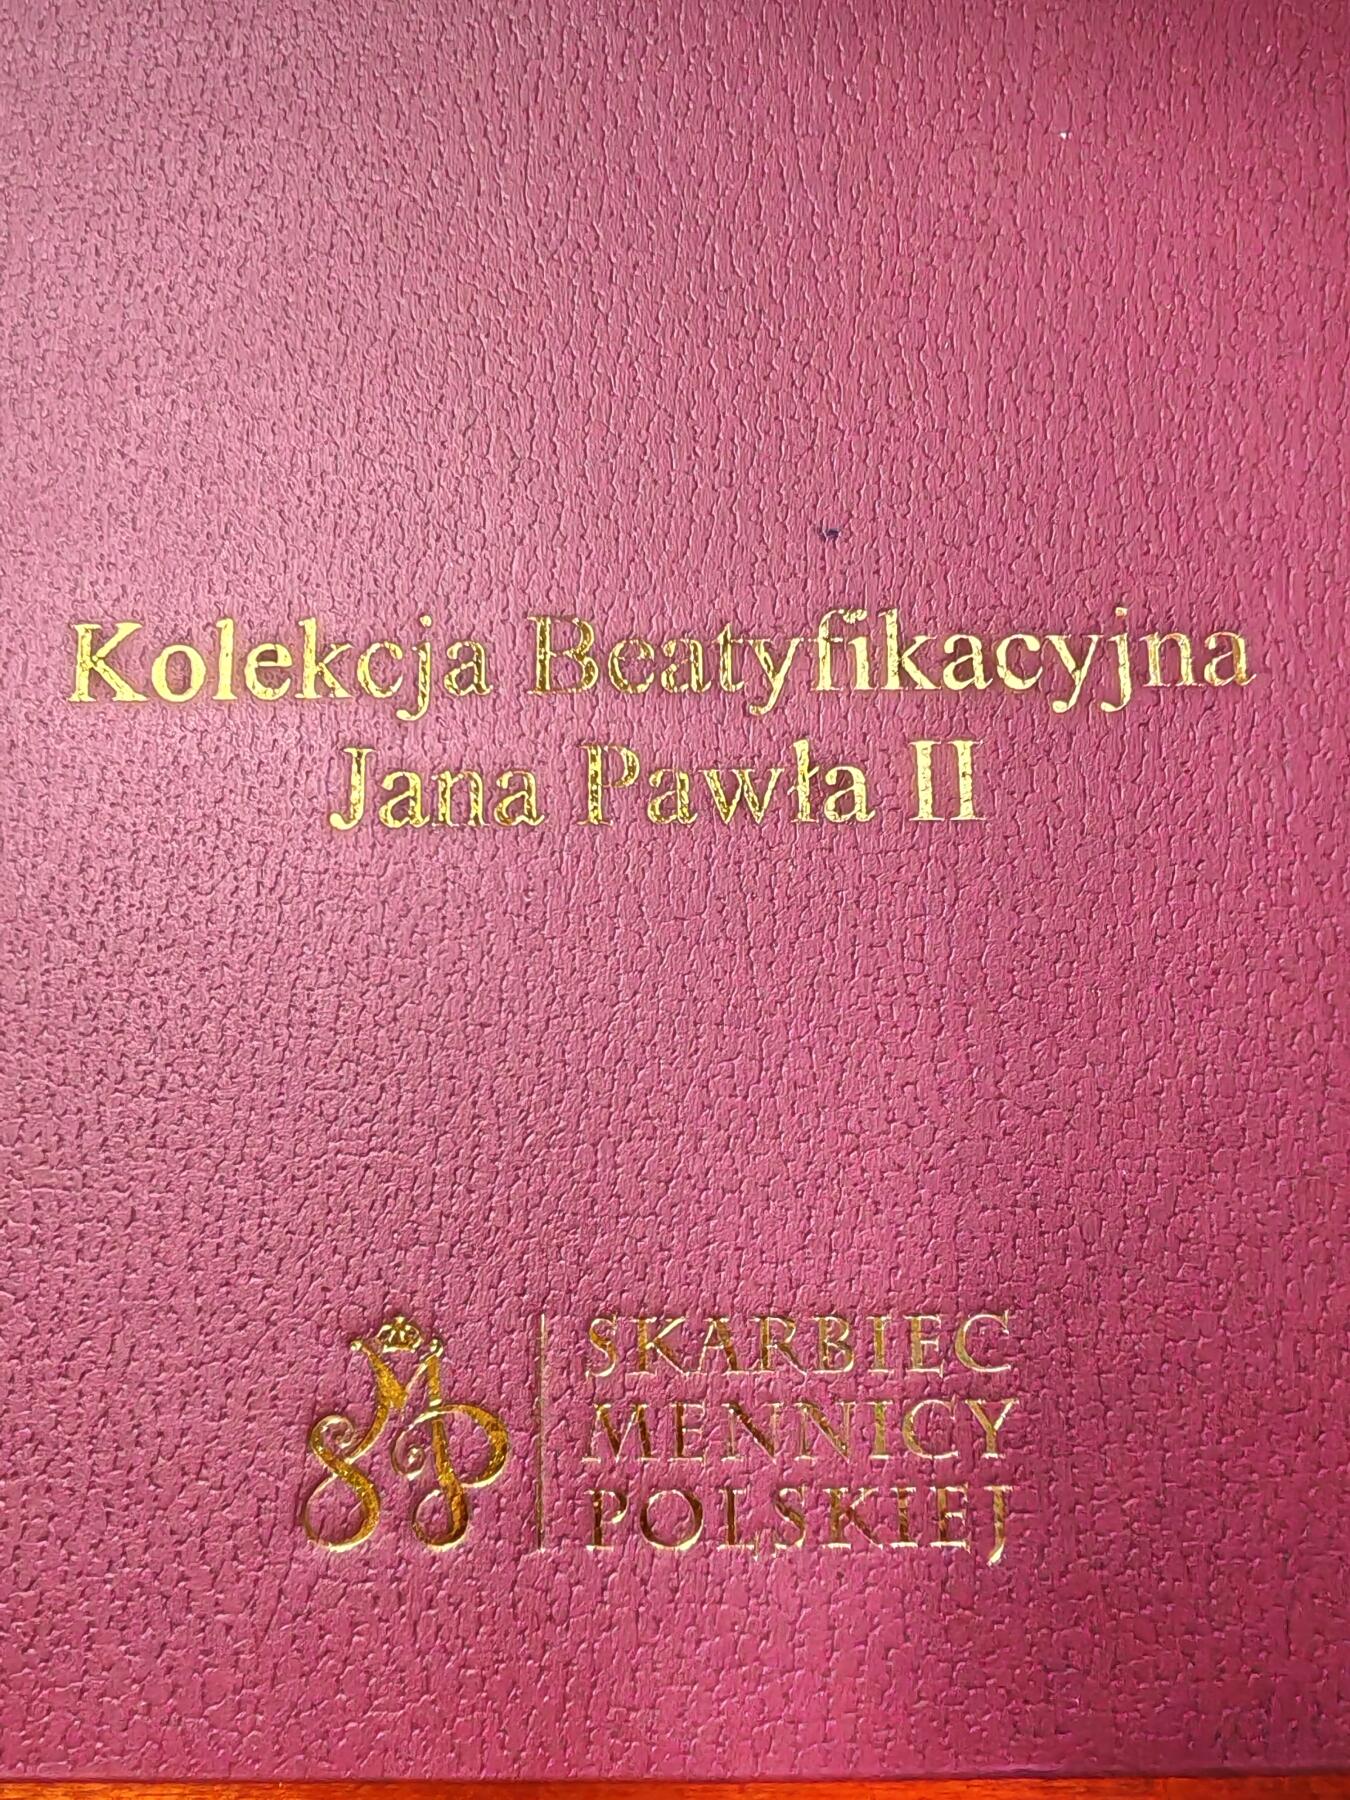 Kolekcja Beatyfikacyjna
Jana Pawła II
SKARBIEC
MENNICY
POLSKIEJ